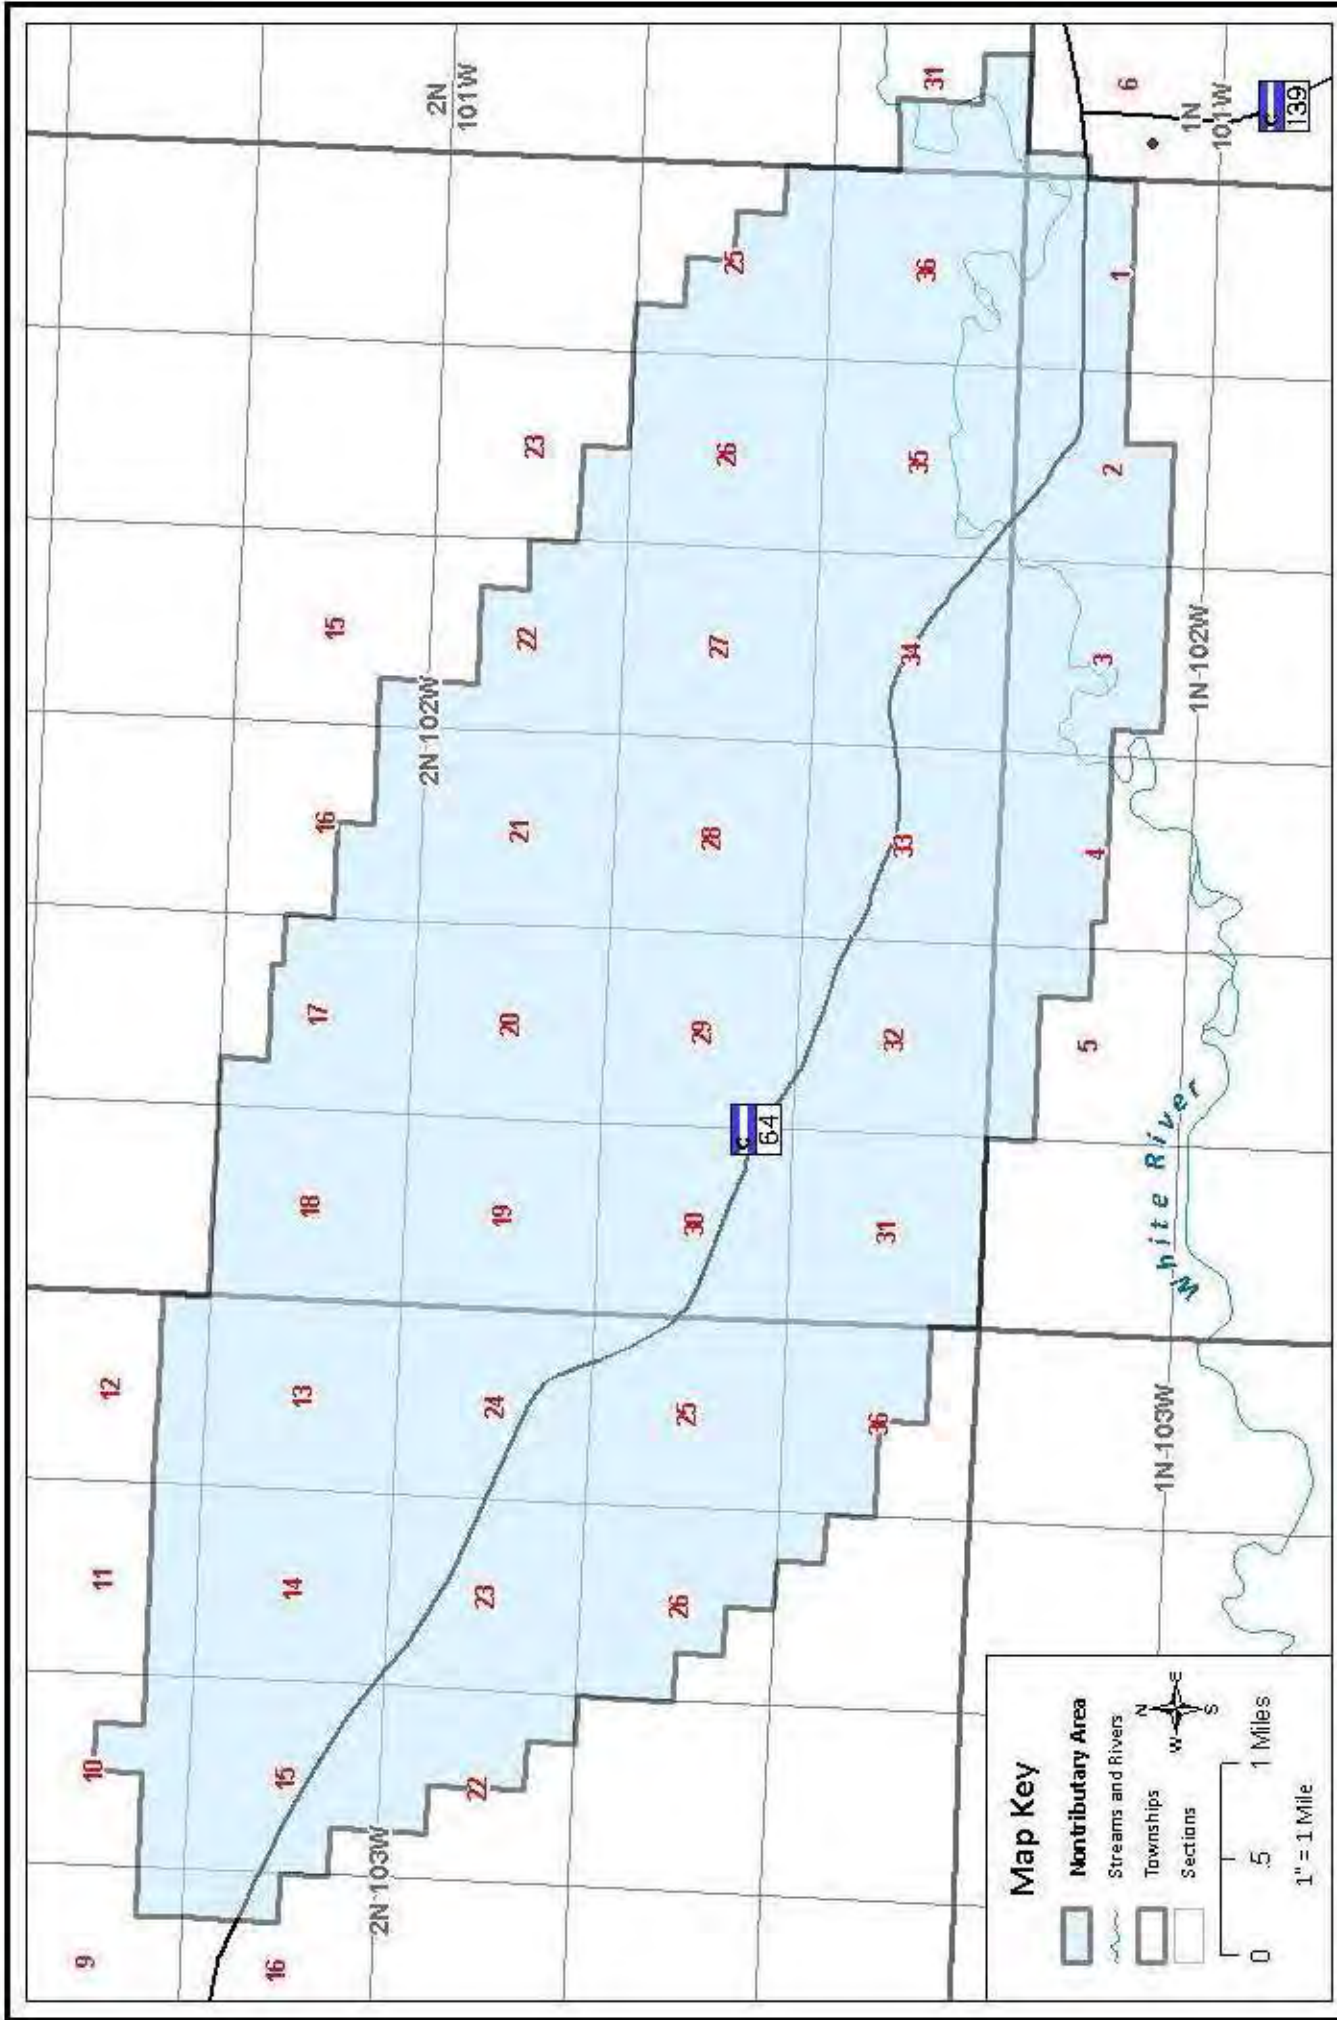 9 10 11 12
16 15 14 13 18 17 16 15
2N 103W
2N 102W
2N
101W
22 23 24 19 20 21 22 23
26 25 30 29 28 27 26 25
C
64
36 31 32 33 34 35 36 31
5 4 3 2 1 6
1N 103W
White River
1N 102W
1N
101W
C
139
Map Key
Nontributary Area
Streams and Rivers
Townships
Sections
N
W E
S
0 .5 1 Miles
1" = 1 Mile